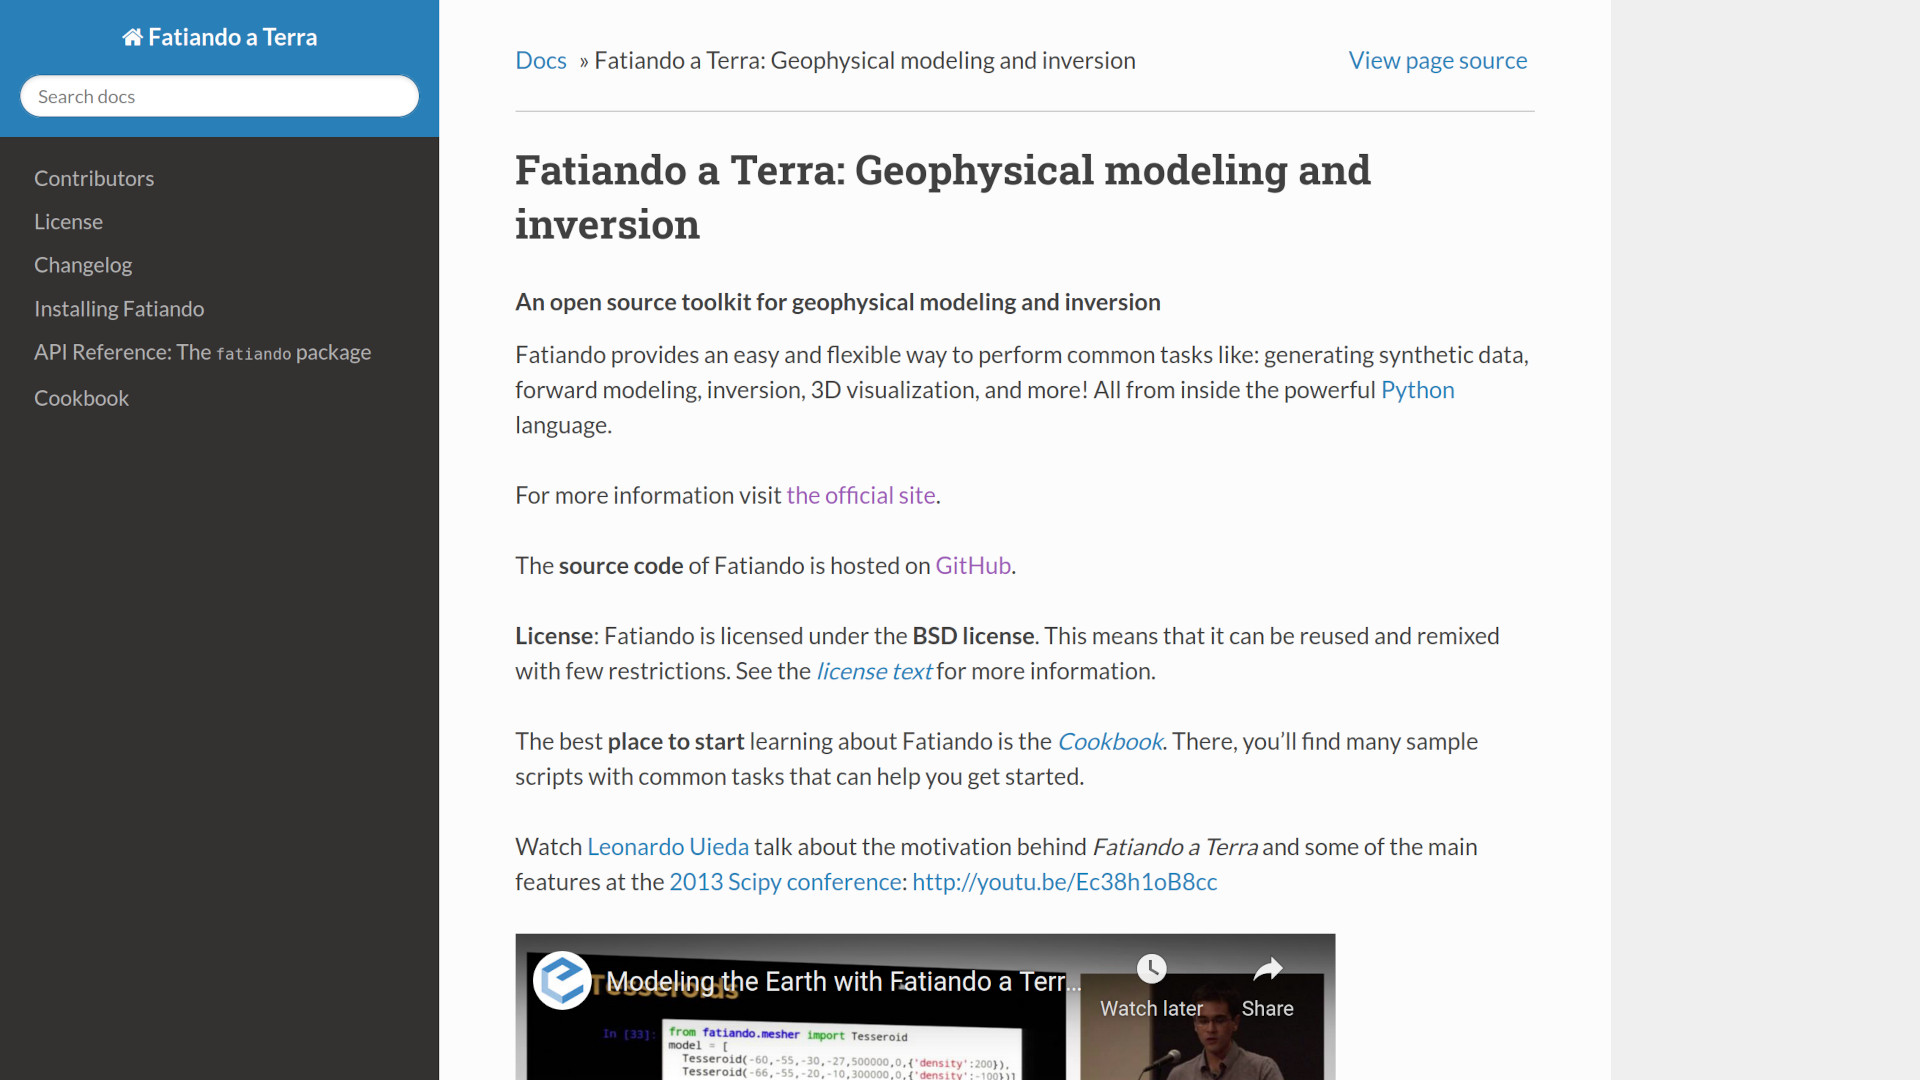 Fatiando a Terra
Search docs
Contributors
License
Changelog
Installing Fatiando
API Reference: The fatiando package
Cookbook
Docs » Fatiando a Terra: Geophysical modeling and inversion
View page source
Fatiando a Terra: Geophysical modeling and
inversion
An open source toolkit for geophysical modeling and inversion
Fatiando provides an easy and flexible way to perform common tasks like: generating synthetic data,
forward modeling, inversion, 3D visualization, and more! All from inside the powerful Python
language.
For more information visit the official site.
The source code of Fatiando is hosted on GitHub.
License: Fatiando is licensed under the BSD license. This means that it can be reused and remixed
with few restrictions. See the license text for more information.
The best place to start learning about Fatiando is the Cookbook. There, you’ll find many sample
scripts with common tasks that can help you get started.
Watch Leonardo Uieda talk about the motivation behind Fatiando a Terra and some of the main
features at the 2013 Scipy conference: http://youtu.be/Ec38h1oB8cc
Modeling the Earth with Fatiando a Terr...
Watch later
Share
Tesseroids
In [33]:
from fatiando.mesher import Tesseroid
model = [
Tesseroid(-60,-55,-30,-27,500000,0,{'density':200}),
Tesseroid(-66,-55,-20,-10,300000,0,{'density':-100})]